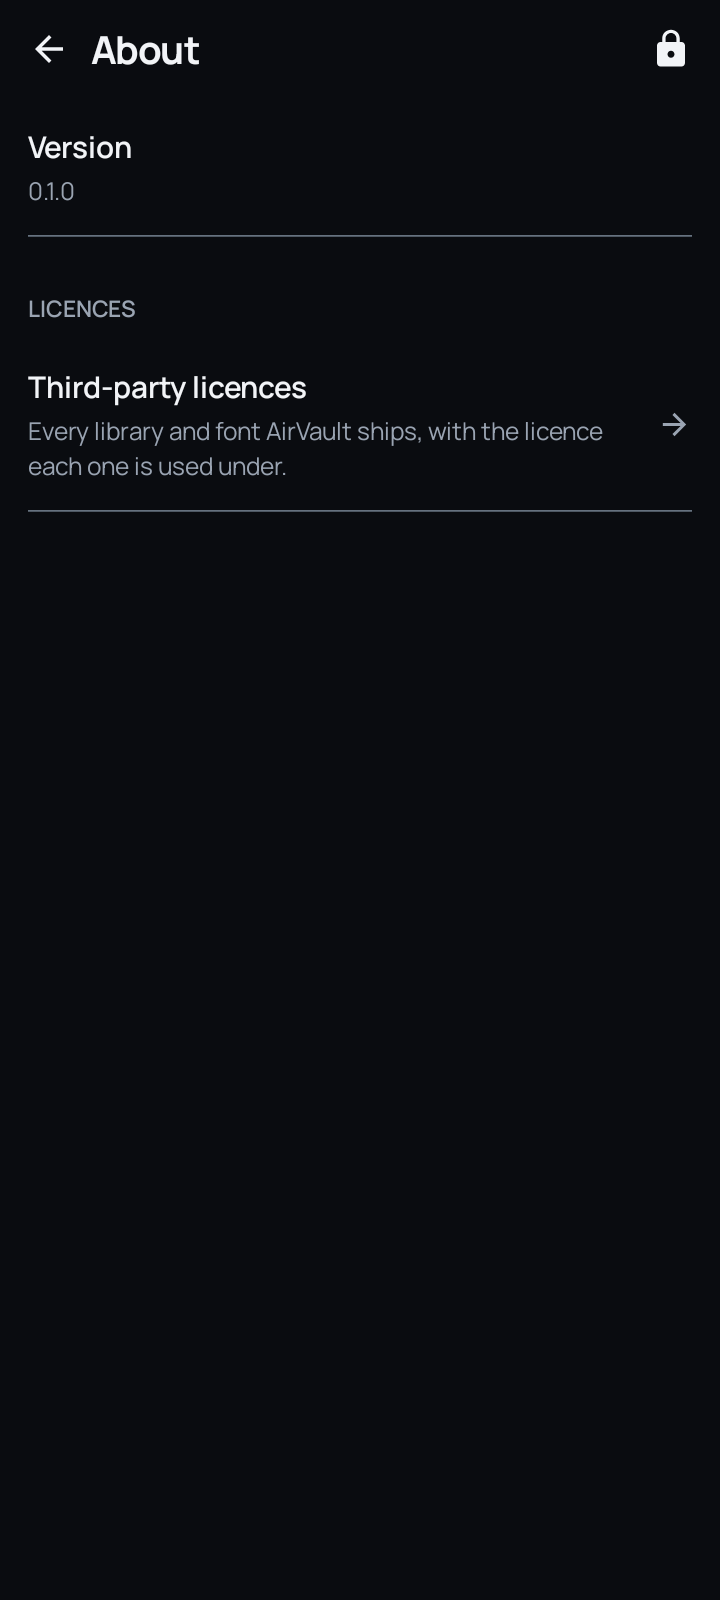 About
Version
0.1.0
LICENCES
Third-party licences
Every library and font AirVault ships, with the licence
each one is used under.